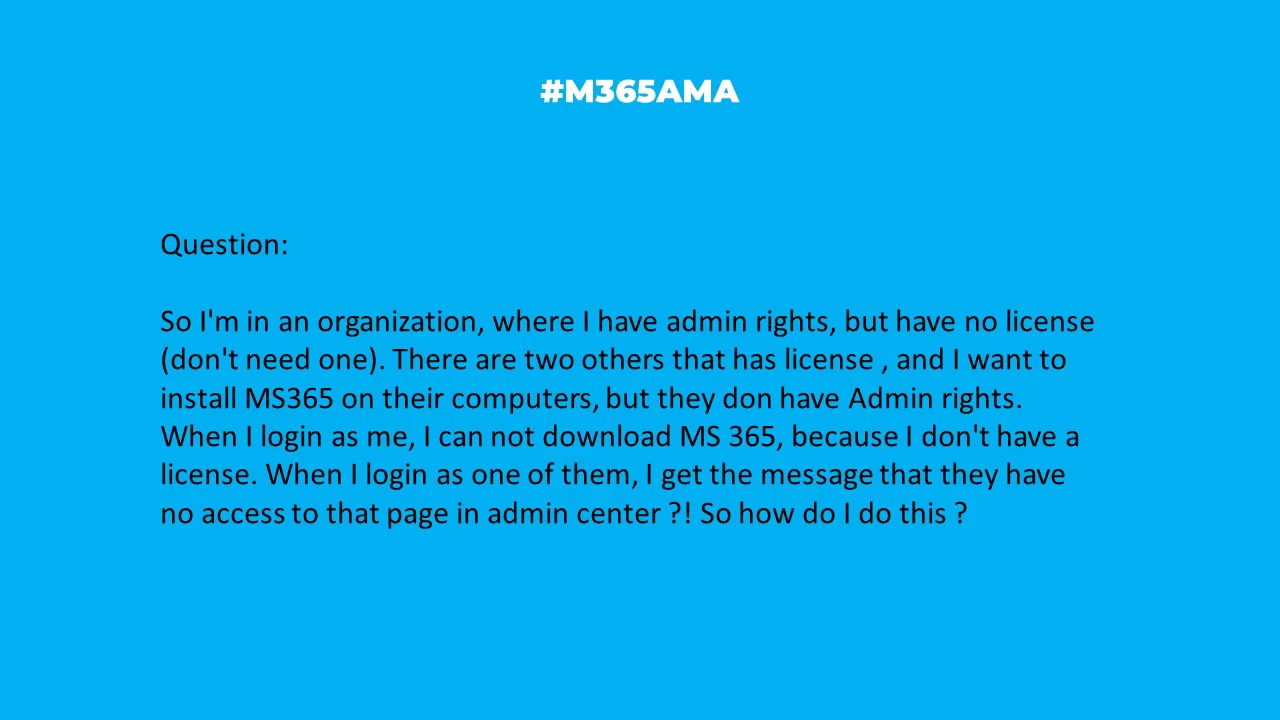 #M365AMA
Question:
So I'm in an organization, where I have admin rights, but have no license
(don't need one). There are two others that has license , and I want to
install MS365 on their computers, but they don have Admin rights.
When I login as me, I can not download MS 365, because I don't have a
license. When I login as one of them, I get the message that they have
no access to that page in admin center ?! So how do I do this ?